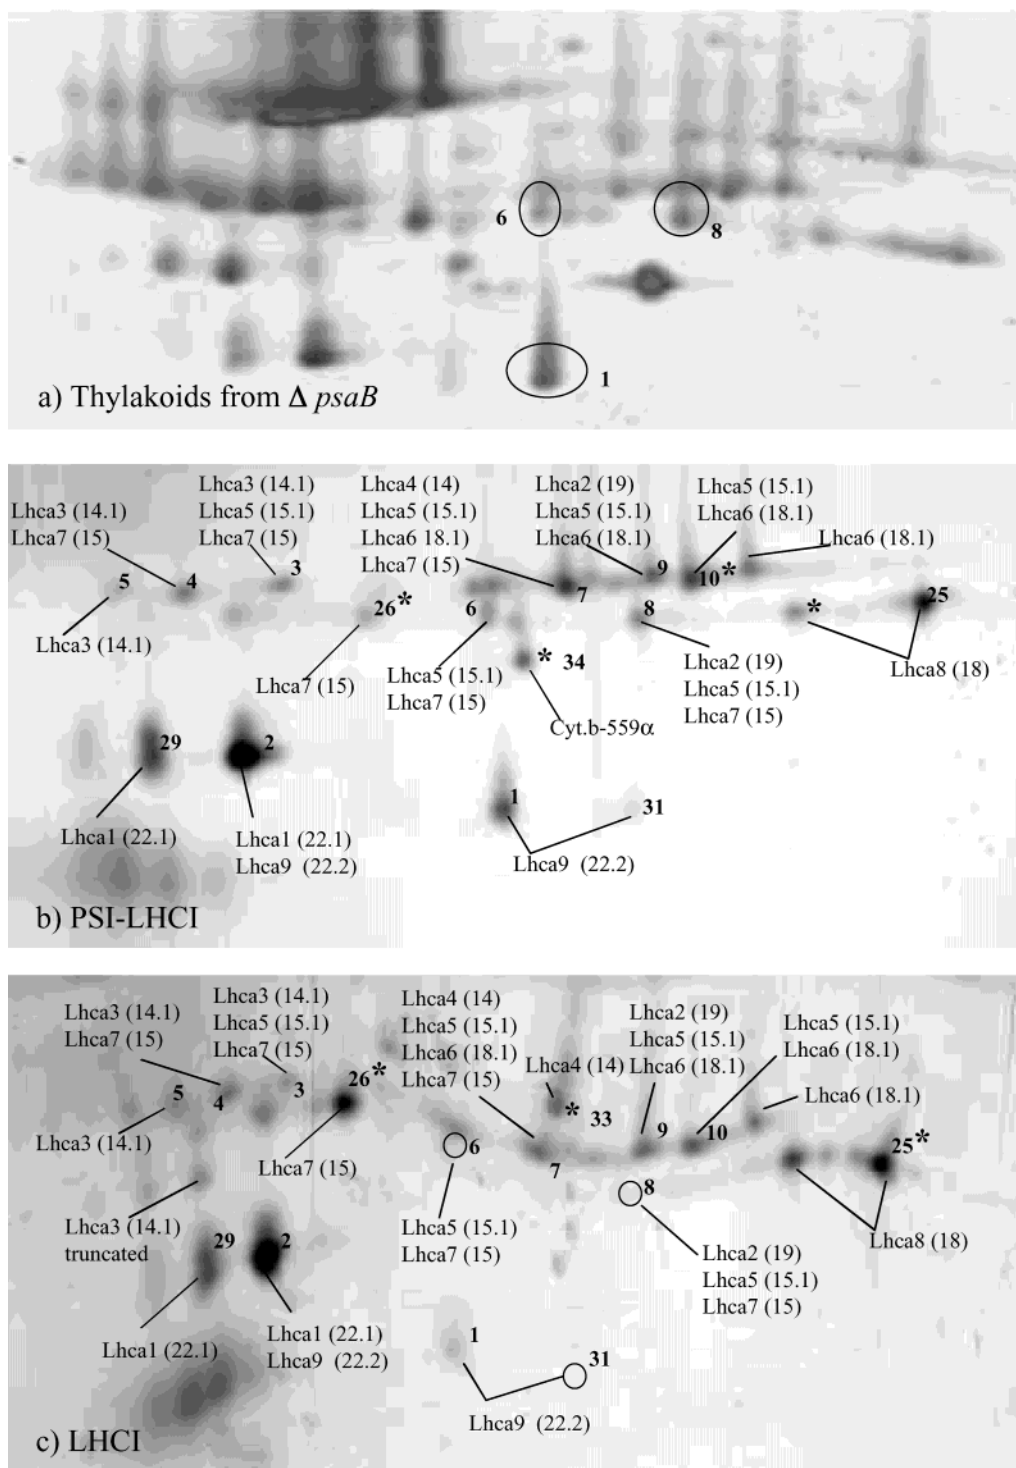 6
8
1
a) Thylakoids from Δ psaB
Lhca3 (14.1)
Lhca7 (15)
Lhca3 (14.1)
Lhca5 (15.1)
Lhca7 (15)
Lhca4 (14)
Lhca5 (15.1)
Lhca6 18.1)
Lhca7 (15)
Lhca2 (19)
Lhca5 (15.1)
Lhca6 (18.1)
Lhca5 (15.1)
Lhca6 (18.1)
Lhca6 (18.1)
5
4
3
26*
6
7
9
10*
8
*
25
Lhca3 (14.1)
Lhca7 (15)
Lhca5 (15.1)
Lhca7 (15)
* 34
Cyt.b-559α
Lhca2 (19)
Lhca5 (15.1)
Lhca7 (15)
Lhca8 (18)
29
2
1
31
Lhca1 (22.1)
Lhca1 (22.1)
Lhca9 (22.2)
Lhca9 (22.2)
b) PSI-LHCI
Lhca3 (14.1)
Lhca7 (15)
Lhca3 (14.1)
Lhca5 (15.1)
Lhca7 (15)
Lhca4 (14)
Lhca5 (15.1)
Lhca6 (18.1)
Lhca7 (15)
Lhca4 (14)
Lhca2 (19)
Lhca5 (15.1)
Lhca6 (18.1)
Lhca5 (15.1)
Lhca6 (18.1)
Lhca6 (18.1)
5
4
3
26*
* 33
6
7
9
10
25*
8
Lhca3 (14.1)
Lhca7 (15)
Lhca3 (14.1)
truncated
Lhca5 (15.1)
Lhca7 (15)
Lhca2 (19)
Lhca5 (15.1)
Lhca7 (15)
Lhca8 (18)
29
2
1
31
Lhca1 (22.1)
Lhca1 (22.1)
Lhca9 (22.2)
Lhca9 (22.2)
c) LHCI